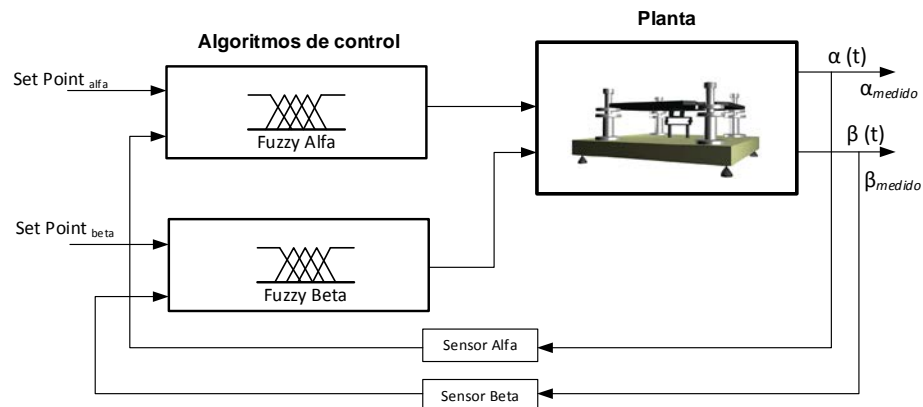 Planta
Algoritmos de control
Set Point alfa
Fuzzy Alfa
α (t)
αmedido
β (t)
βmedido
Set Point beta
Fuzzy Beta
Sensor Alfa
Sensor Beta